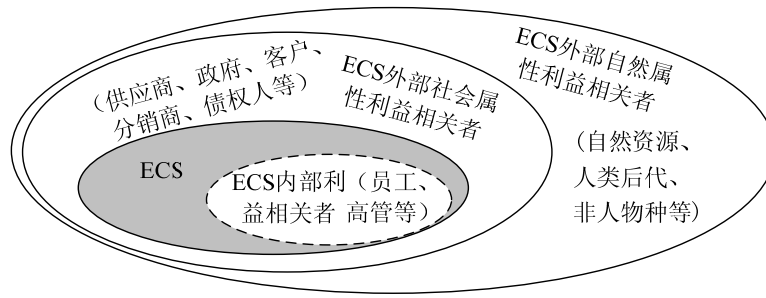 ECS外部自然属
性利益相关者
(自然资源、
人类后代、
非人物种等)
ECS外部社会属
性利益相关者
(供应商、政府、客户、
分销商、债权人等)
ECS
ECS内部利（员工、
益相关者 高管等）